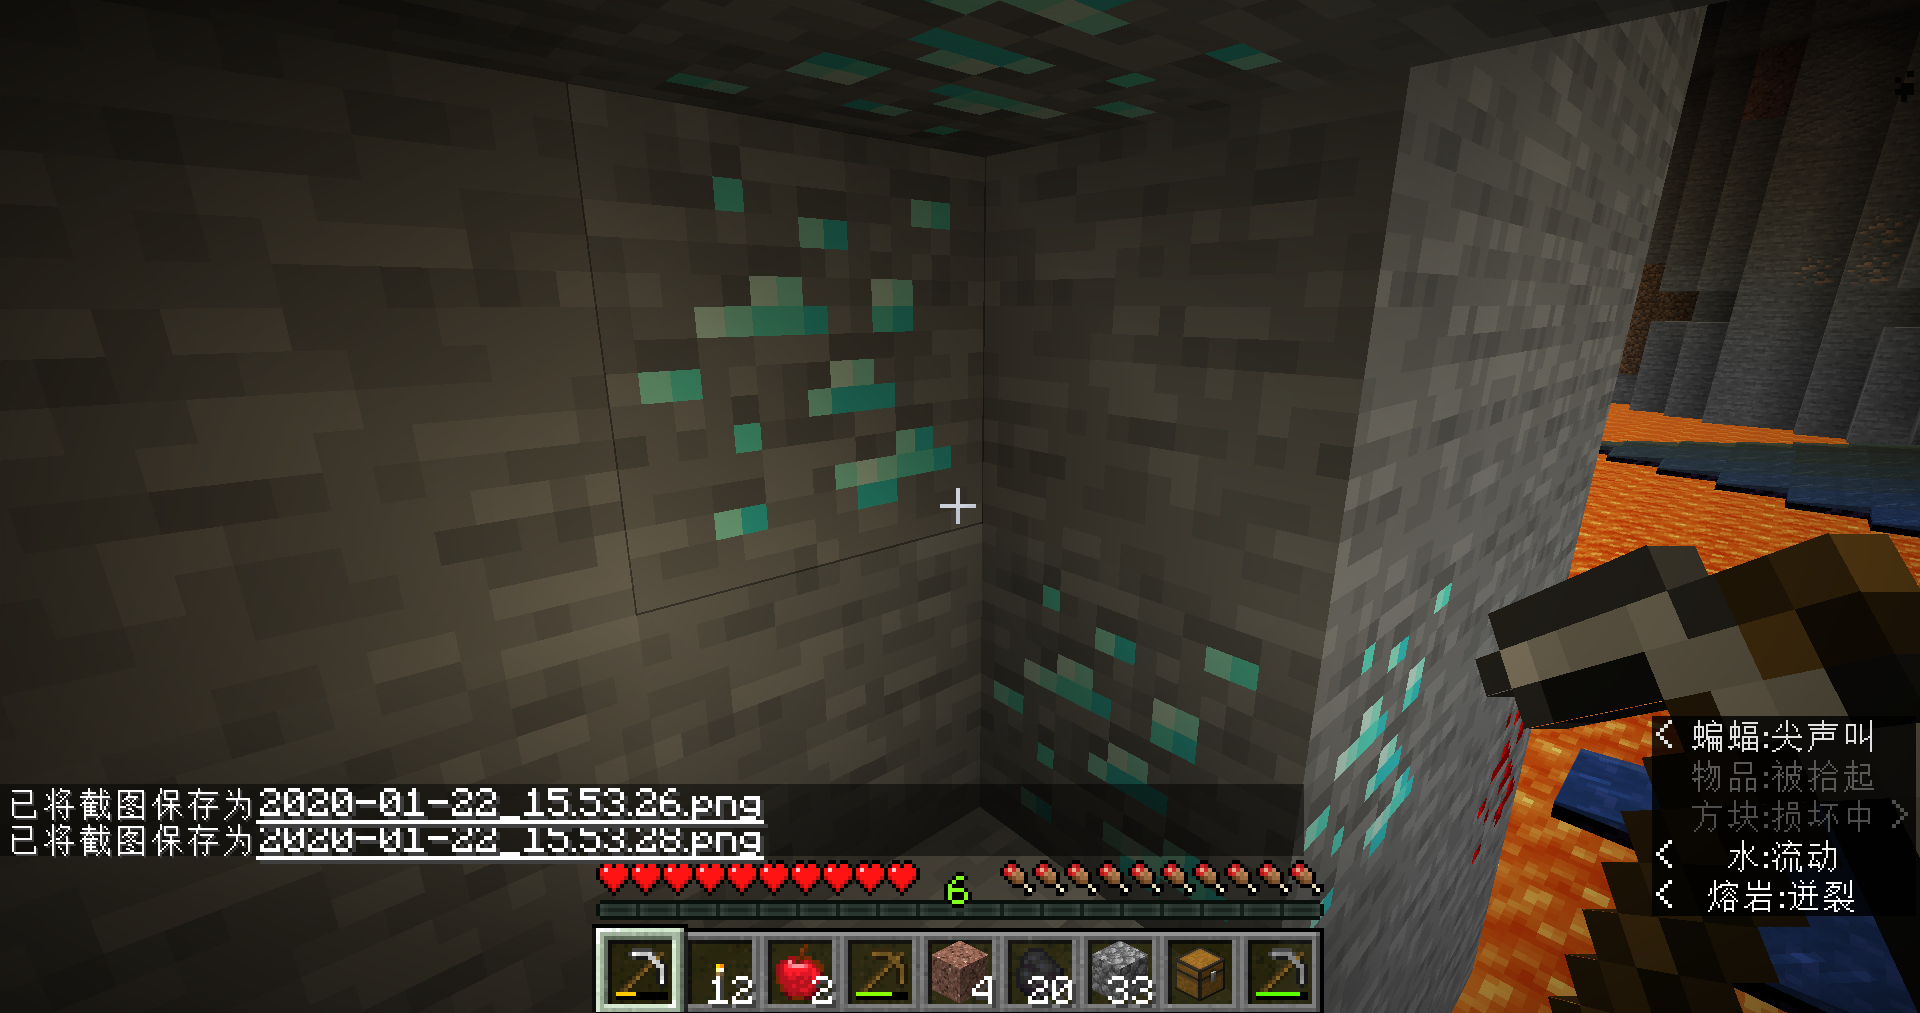 蝙蝠:尖声叫
物品:被拾起
方块:损坏中
水:流动
熔岩:迸裂
已将截图保存为2020-01-22_15.53.26.png
已将截图保存为2020-01-22_15.53.28.png
6
12
2
4
20
33